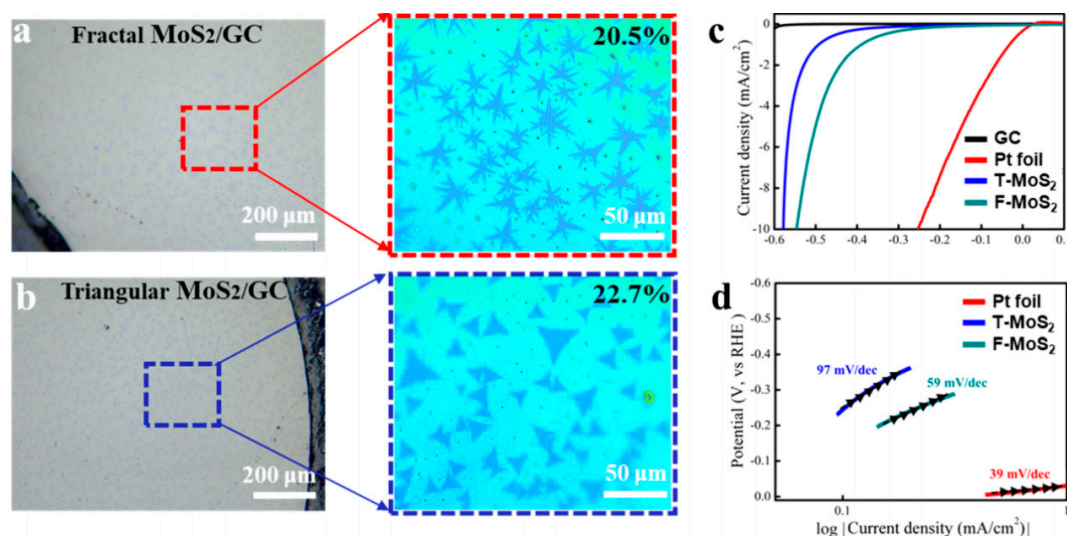 a
Fractal MoS₂/GC
200 μm
20.5%
50 μm
b
Triangular MoS₂/GC
200 μm
22.7%
50 μm
c
Current density (mA/cm²)
0
-2
-4
-6
-8
-10
-0.6
-0.5
-0.4
-0.3
-0.2
-0.1
0.0
0.1
GC
Pt foil
T-MoS₂
F-MoS₂
d
Potential (V, vs RHE)
-0.6
-0.5
-0.4
-0.3
-0.2
-0.1
0.0
Pt foil
T-MoS₂
F-MoS₂
97 mV/dec
59 mV/dec
39 mV/dec
0.1
1
log |Current density (mA/cm²)|